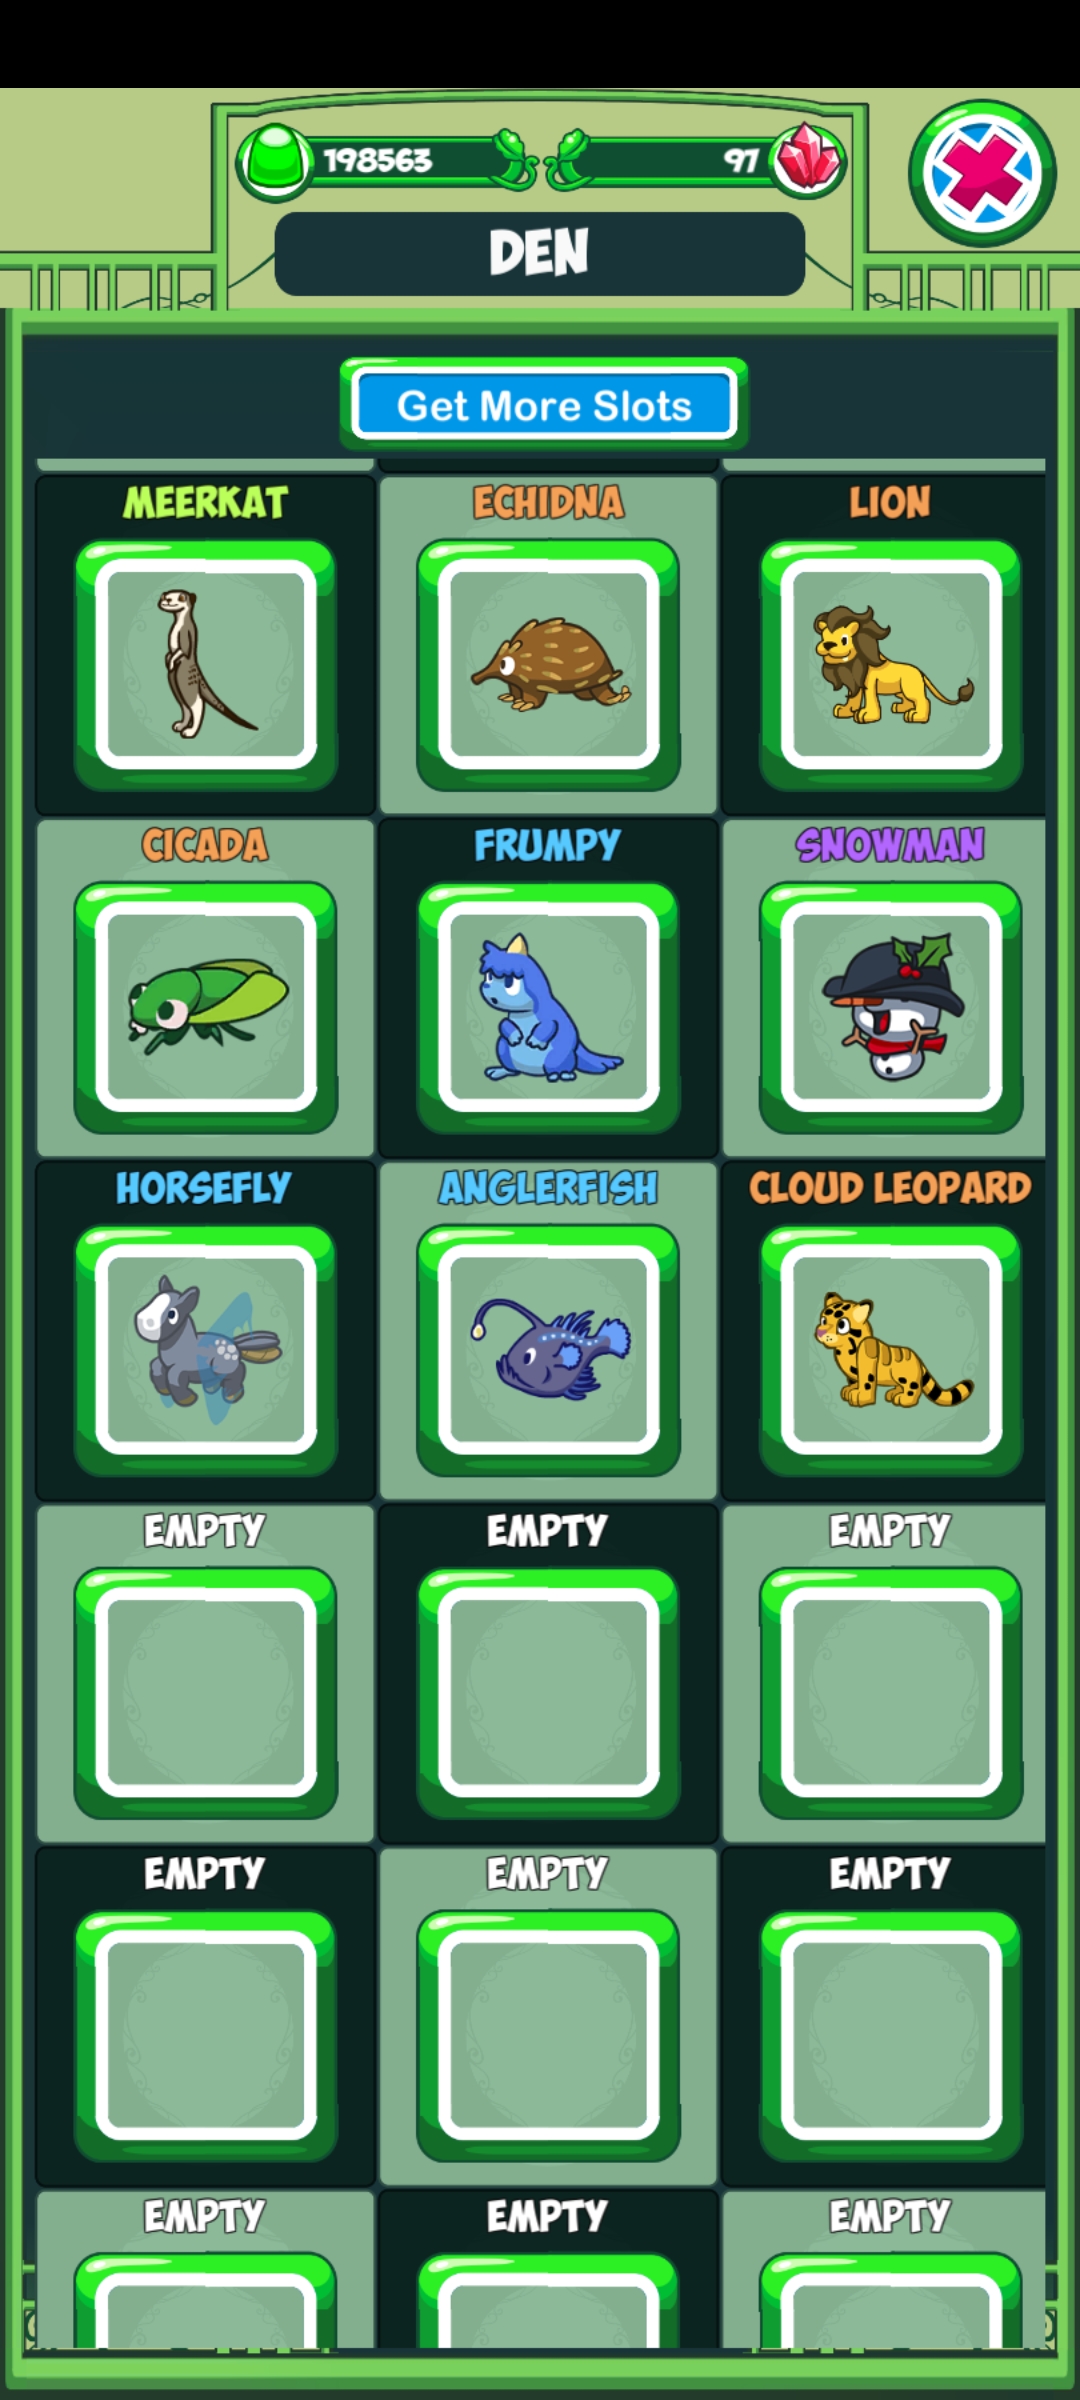 198563 97
DEN
Get More Slots
MEERKAT ECHIDNA LION
CICADA FRUMPY SNOWMAN
HORSEFLY ANGLERFISH CLOUD LEOPARD
EMPTY EMPTY EMPTY
EMPTY EMPTY EMPTY
EMPTY EMPTY EMPTY